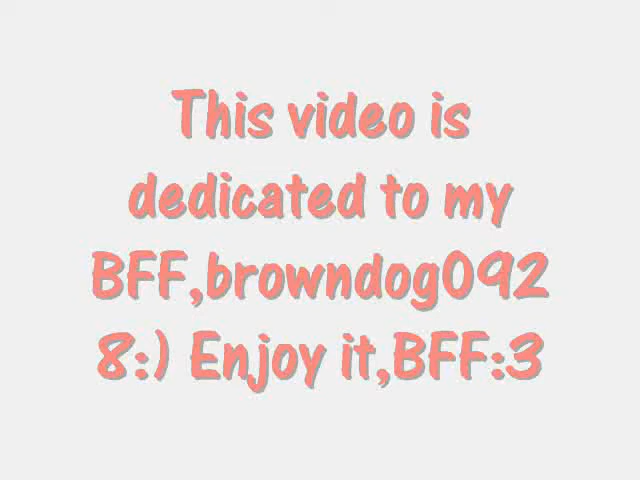 This video is
dedicated to my
BFF,browndog092
8:) Enjoy it,BFF:3